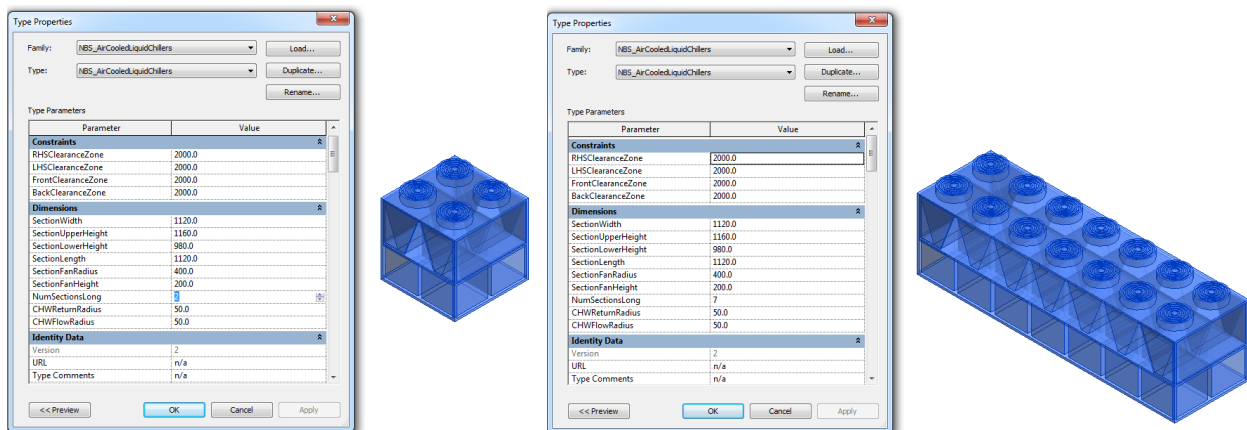 Type Properties
Family: NBS_AirCooledLiquidChillers Load...
Type: NBS_AirCooledLiquidChillers Duplicate...
Rename...
Type Parameters
Parameter Value
Constraints
RHSClearanceZone 2000.0
LHSClearanceZone 2000.0
FrontClearanceZone 2000.0
BackClearanceZone 2000.0
Dimensions
SectionWidth 1120.0
SectionUpperHeight 1160.0
SectionLowerHeight 980.0
SectionLength 1120.0
SectionFanRadius 400.0
SectionFanHeight 200.0
NumSectionsLong 2
CHWReturnRadius 50.0
CHWFlowRadius 50.0
Identity Data
Version 2
URL n/a
Type Comments n/a
<< Preview OK Cancel Apply
Type Properties
Family: NBS_AirCooledLiquidChillers Load...
Type: NBS_AirCooledLiquidChillers Duplicate...
Rename...
Type Parameters
Parameter Value
Constraints
RHSClearanceZone 2000.0
LHSClearanceZone 2000.0
FrontClearanceZone 2000.0
BackClearanceZone 2000.0
Dimensions
SectionWidth 1120.0
SectionUpperHeight 1160.0
SectionLowerHeight 980.0
SectionLength 1120.0
SectionFanRadius 400.0
SectionFanHeight 200.0
NumSectionsLong 7
CHWReturnRadius 50.0
CHWFlowRadius 50.0
Identity Data
Version 2
URL n/a
Type Comments n/a
<< Preview OK Cancel Apply